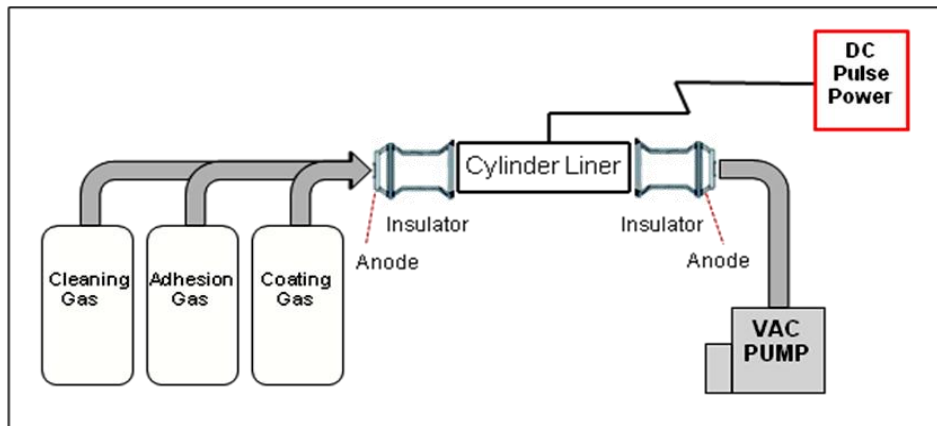 DC
Pulse
Power
Cylinder Liner
Insulator
Insulator
Anode
Anode
Cleaning
Gas
Adhesion
Gas
Coating
Gas
VAC
PUMP